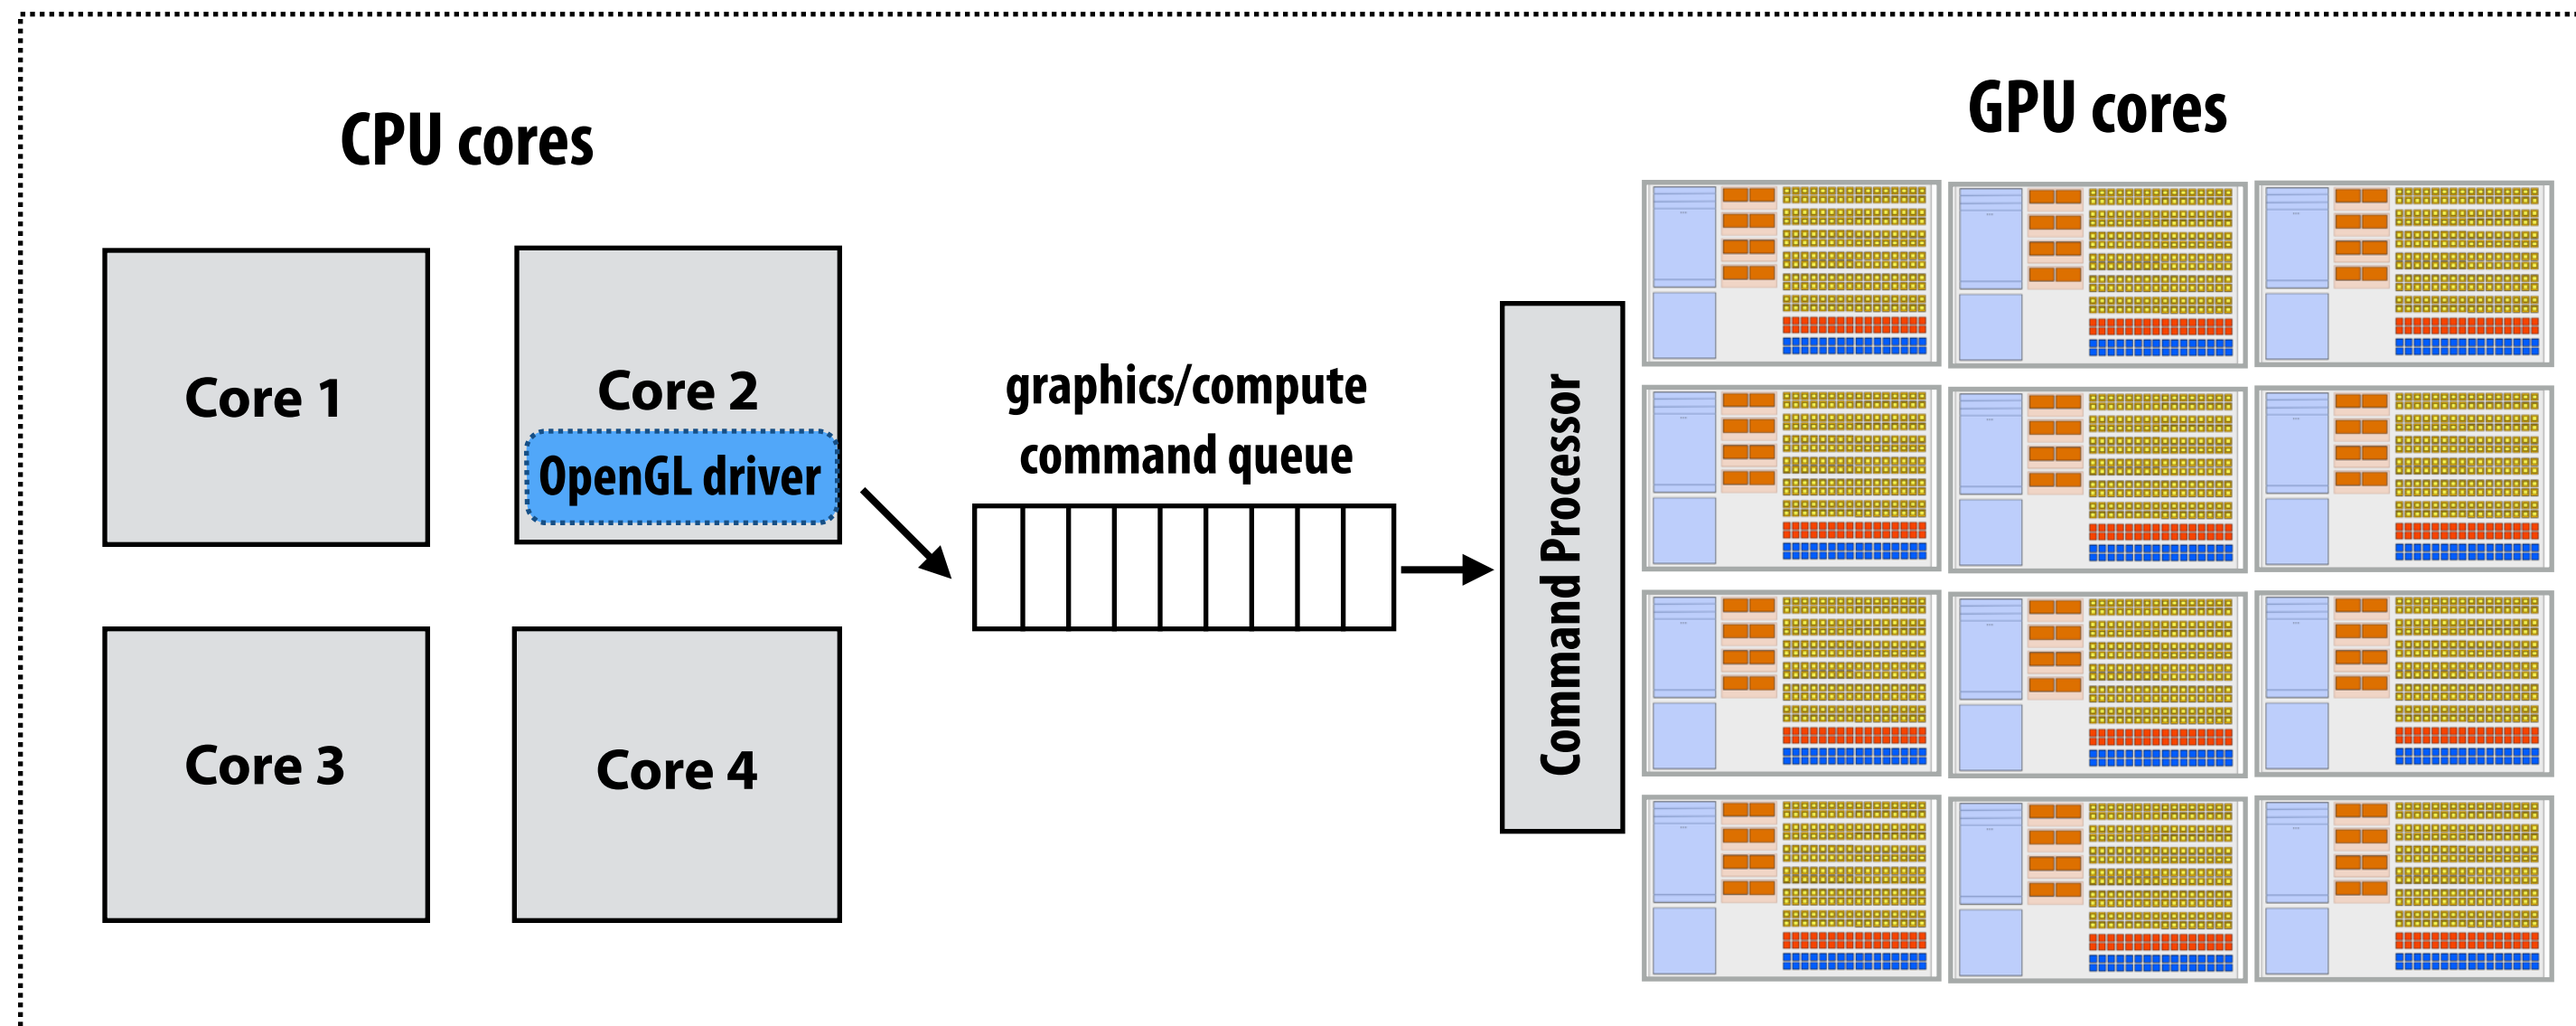 CPU cores
GPU cores
Core 1
Core 2
OpenGL driver
graphics/compute
command queue
Command Processor
Core 3
Core 4